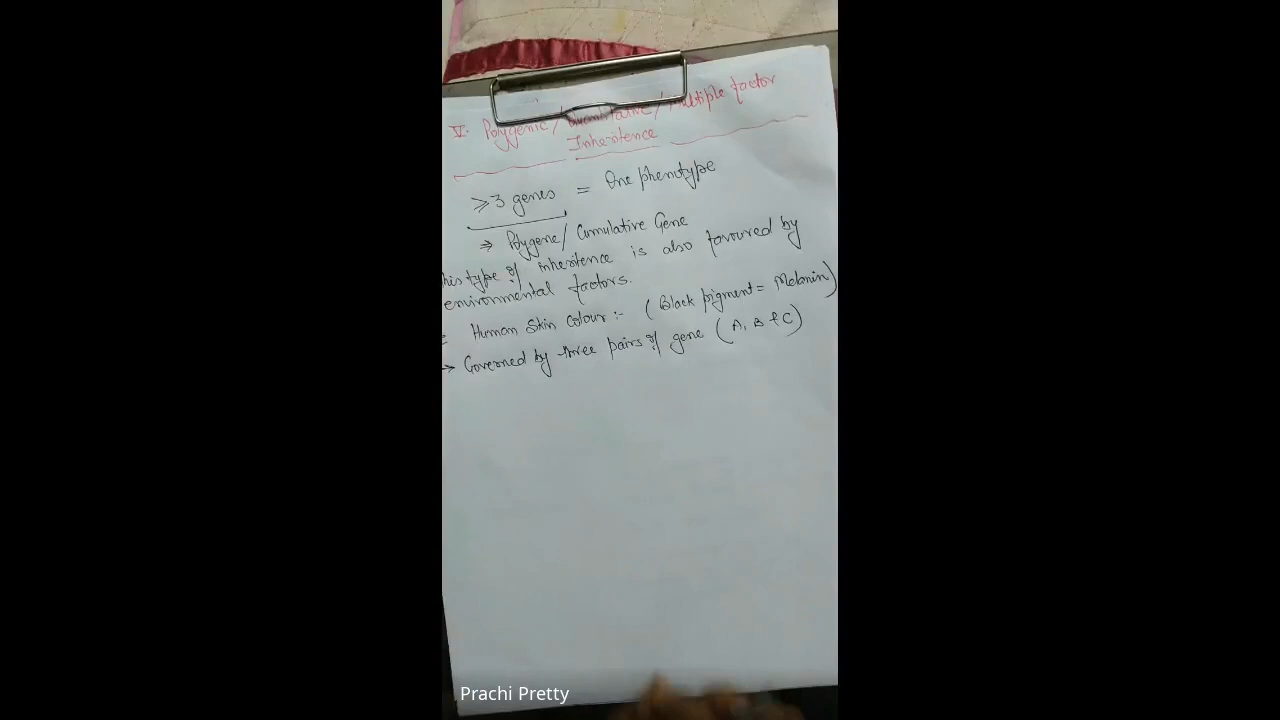 V. Polygenic / Quantitative / Multiple factor
Inheritence
≥3 genes = One phenotype
⇒ Polygene/ Cumulative Gene
this type of inheritence is also favoured by
environmental factors.
Human Skin Colour :- (Black pigment = Melanin)
→ Governed by three pairs of gene (A, B & C)
Prachi Pretty